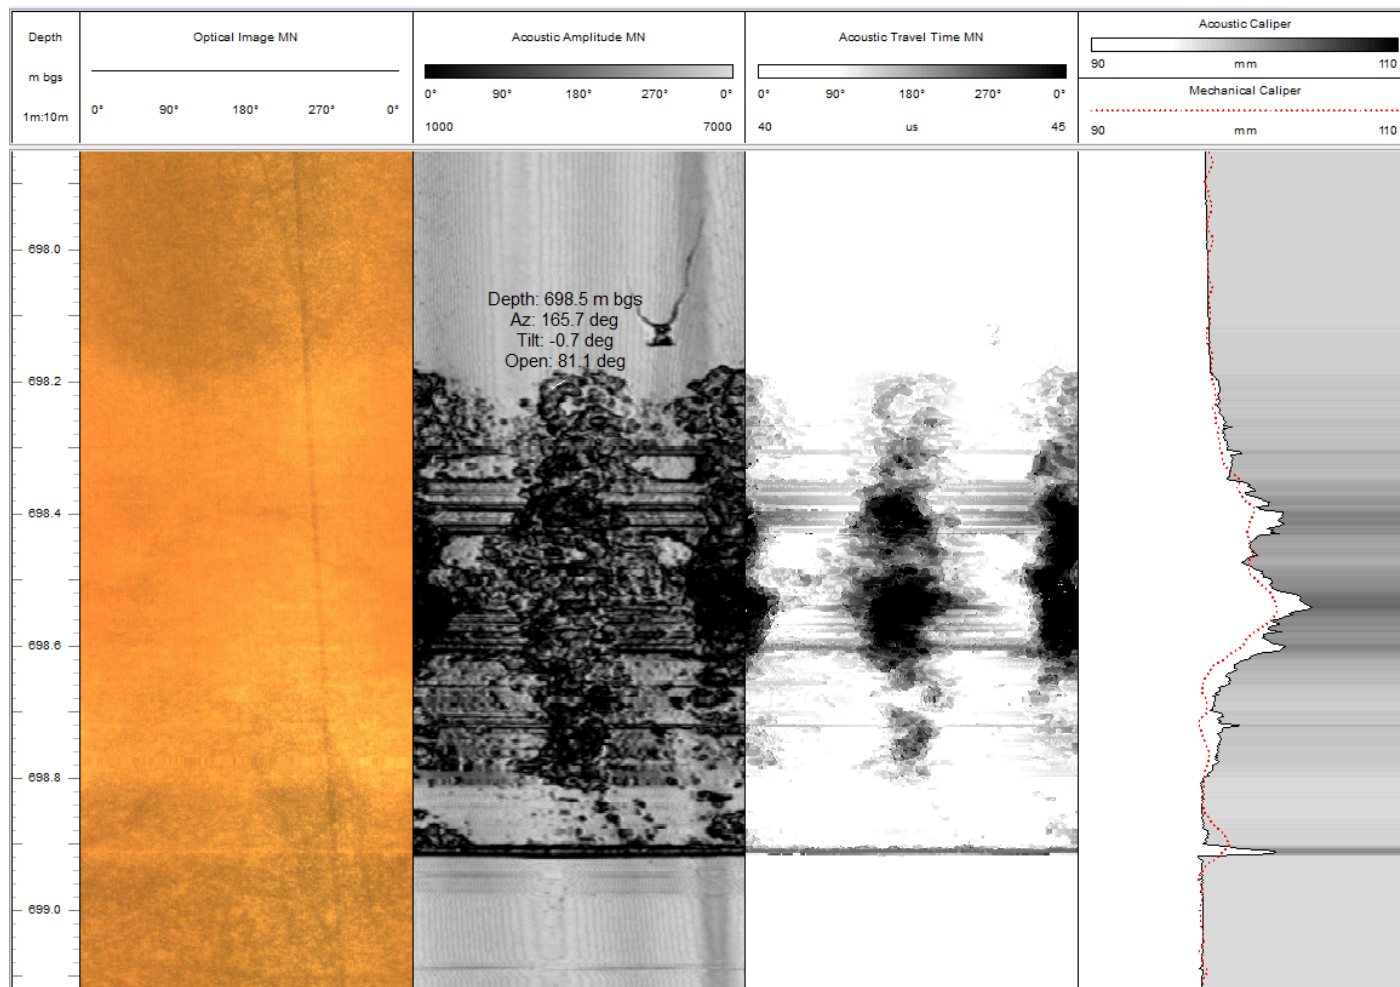 Depth
m bgs
1m:10m
Optical Image MN
0° 90° 180° 270° 0°
Acoustic Amplitude MN
0° 90° 180° 270° 0°
1000 7000
Acoustic Travel Time MN
0° 90° 180° 270° 0°
40 us 45
Acoustic Caliper
90 mm 110
Mechanical Caliper
90 mm 110
698.0
698.2
698.4
698.6
698.8
699.0
Depth: 698.5 m bgs
Az: 165.7 deg
Tilt: -0.7 deg
Open: 81.1 deg